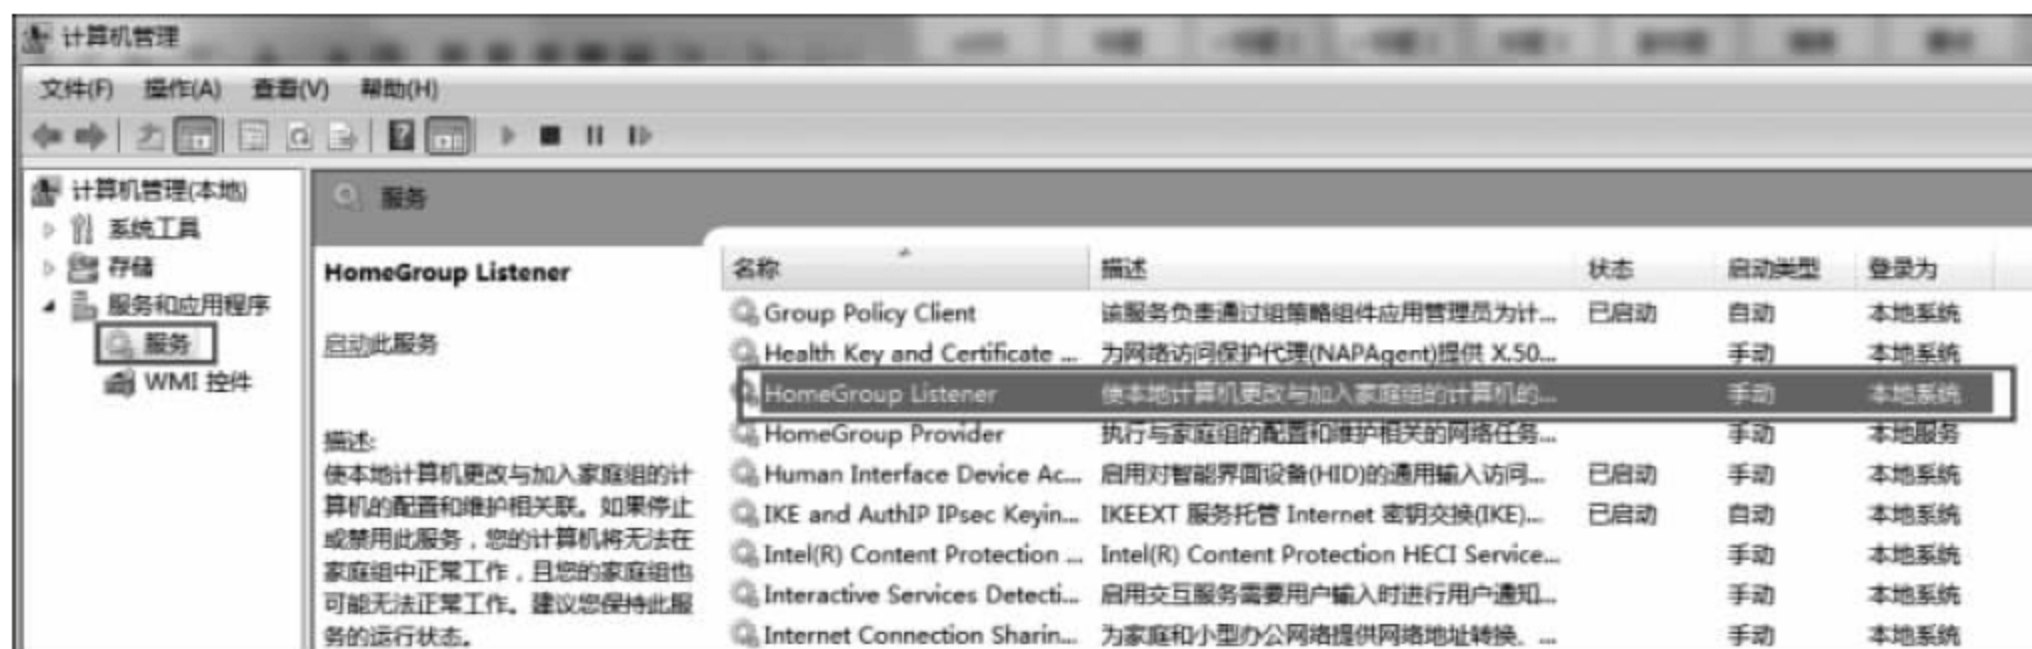 计算机管理
文件(F) 操作(A) 查看(V) 帮助(H)
计算机管理(本地)
系统工具
存储
服务和应用程序
服务
WMI 控件
服务
HomeGroup Listener
启动此服务
描述:
使本地计算机更改与加入家庭组的计
算机的配置和维护相关联。如果停止
或禁用此服务，您的计算机将无法在
家庭组中正常工作，且您的家庭组也
可能无法正常工作。建议您保持此服
务的运行状态。
名称 描述 状态 启动类型 登录为
Group Policy Client 该服务负责通过组策略组件应用管理员为计... 已启动 自动 本地系统
Health Key and Certificate ... 为网络访问保护代理(NAPAgent)提供 X.50... 手动 本地系统
HomeGroup Listener 使本地计算机更改与加入家庭组的计算机的... 手动 本地系统
HomeGroup Provider 执行与家庭组的配置和维护相关的网络任务... 手动 本地服务
Human Interface Device Ac... 启用对智能界面设备(HID)的通用输入访问... 已启动 手动 本地系统
IKE and AuthIP IPsec Keyin... IKEEXT 服务托管 Internet 密钥交换(IKE)... 已启动 自动 本地系统
Intel(R) Content Protection ... Intel(R) Content Protection HECI Service... 手动 本地系统
Interactive Services Detecti... 启用交互服务需要用户输入时进行用户通知... 手动 本地系统
Internet Connection Sharin... 为家庭和小型办公网络提供网络地址转换、... 手动 本地系统